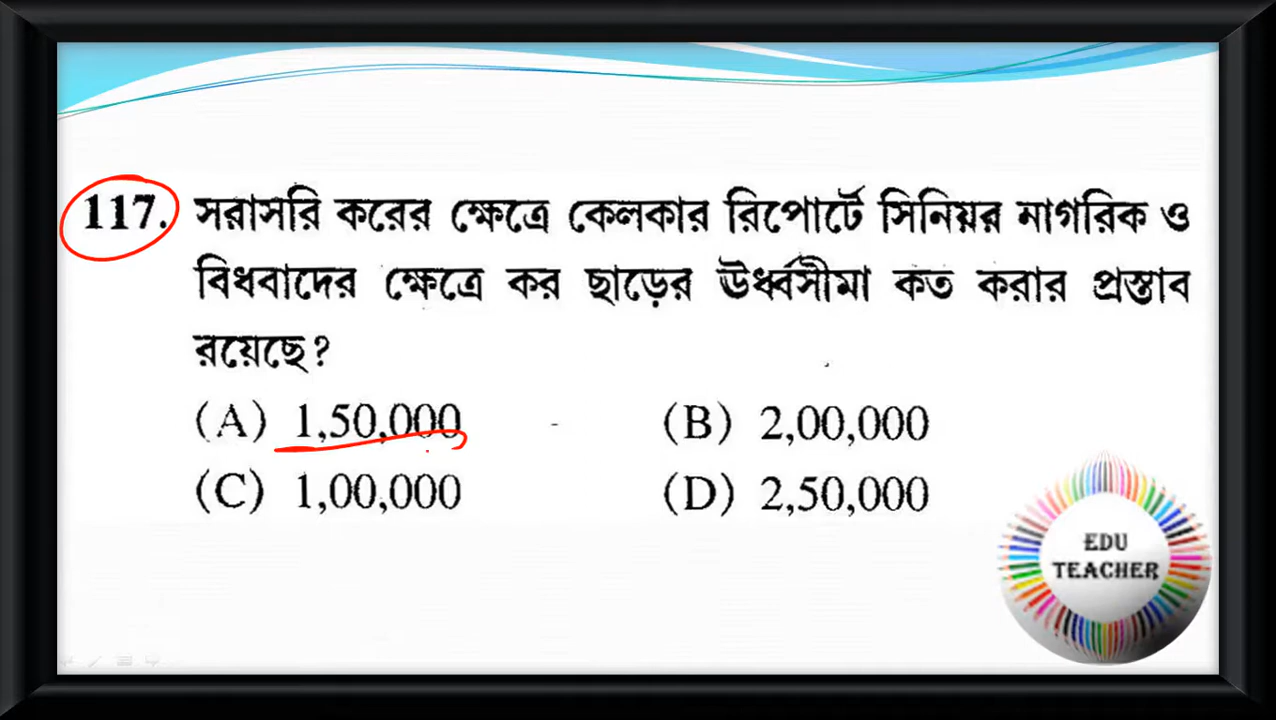 117. সরাসরি করের ক্ষেত্রে কেলকার রিপোর্টে সিনিয়র নাগরিক ও
বিধবাদের ক্ষেত্রে কর ছাড়ের ঊর্ধ্বসীমা কত করার প্রস্তাব
রয়েছে?
(A) 1,50,000 (B) 2,00,000
(C) 1,00,000 (D) 2,50,000
EDU
TEACHER